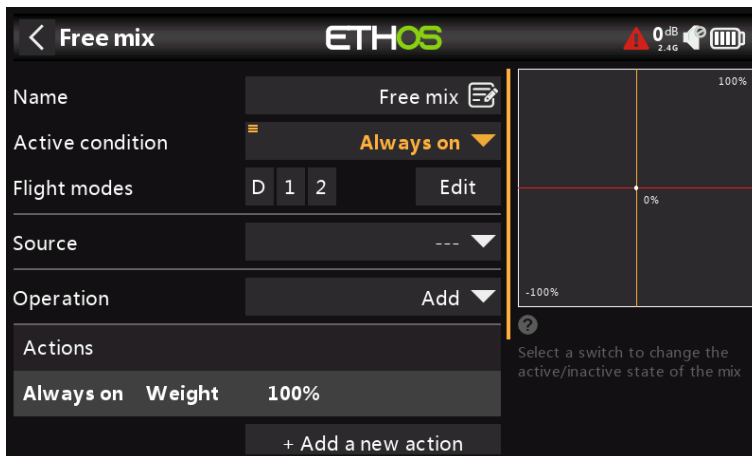 Free mix
ETHOS
0 dB
2.4G
Name Free mix
Active condition Always on
Flight modes D 1 2 Edit
Source ---
Operation Add
Actions
Always on Weight 100%
+ Add a new action
100%
0%
-100%
?
Select a switch to change the
active/inactive state of the mix